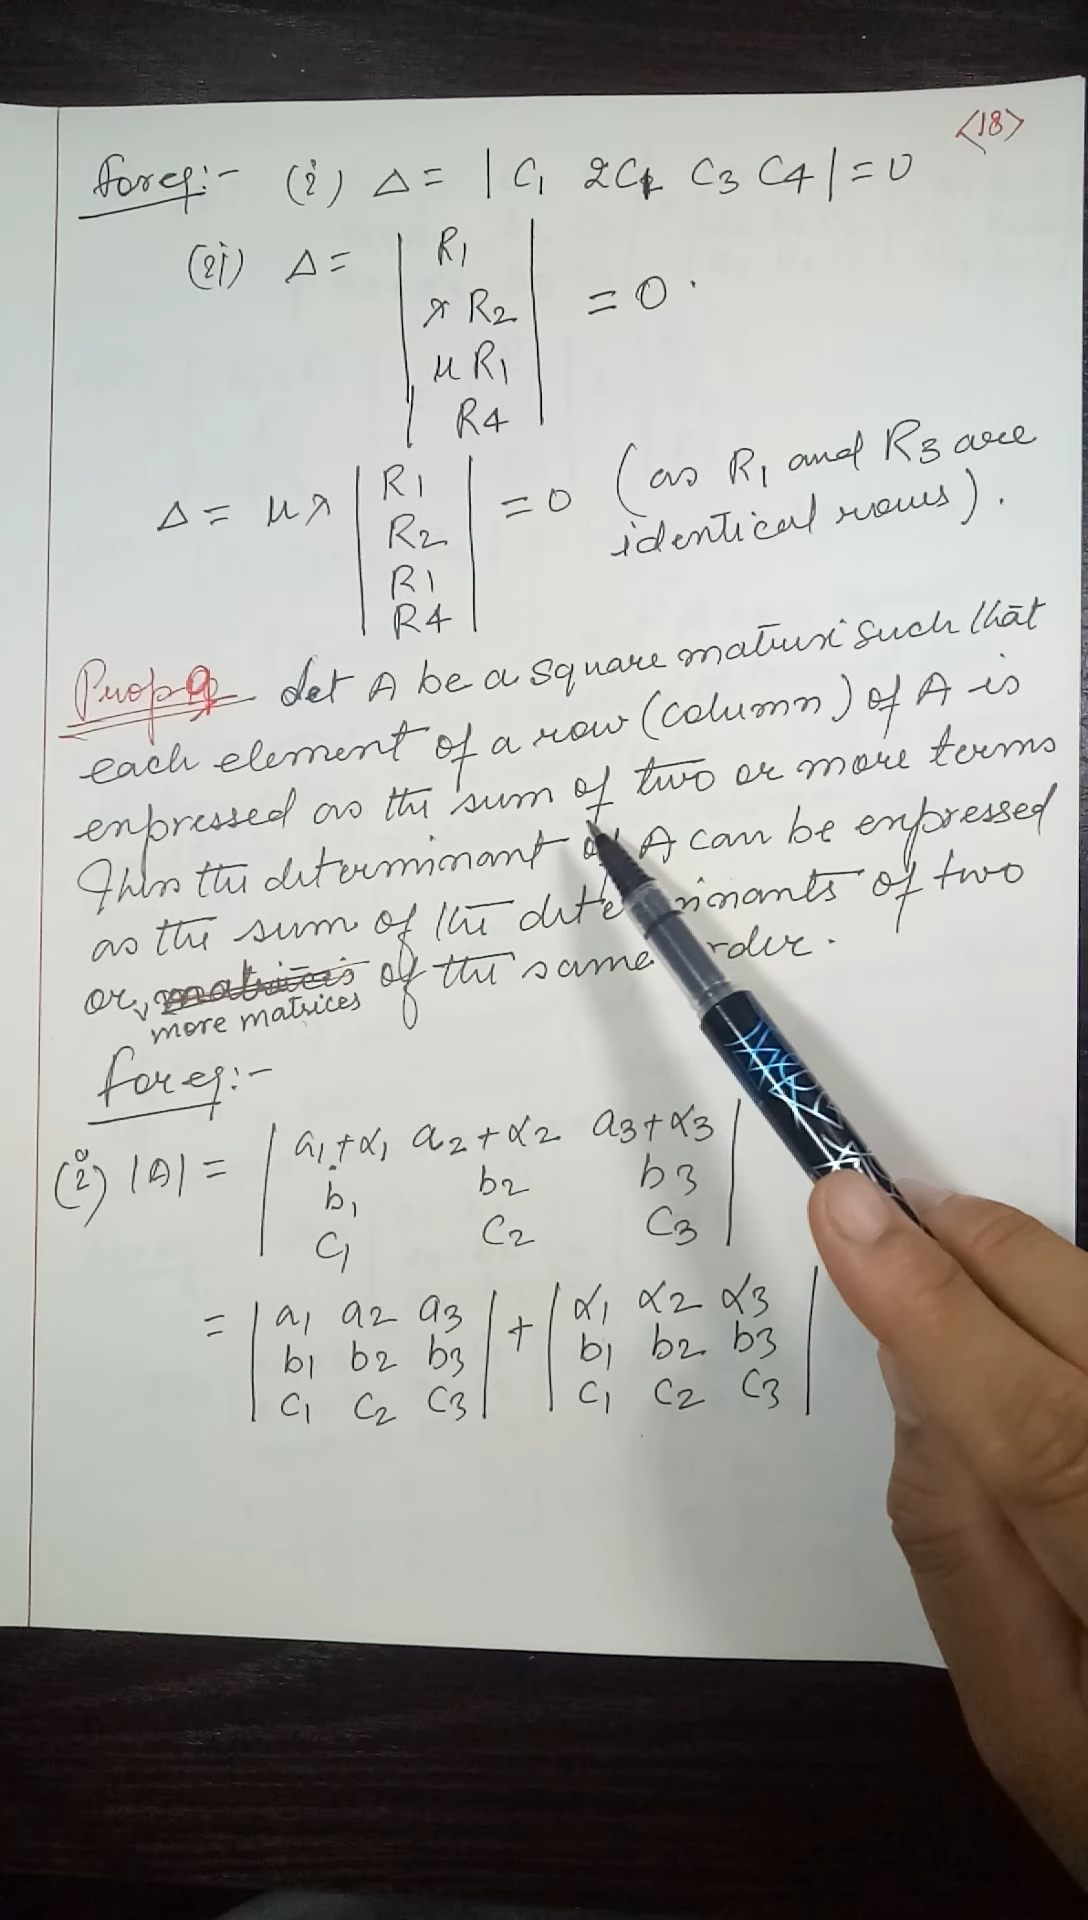 <18>
For eg:- (i) Δ = | C1 2C1 C3 C4 | = 0
(ii) Δ = | R1
λ R2
μ R1
R4 | = 0.
Δ = μλ | R1
R2
R1
R4 | = 0 (as R1 and R3 are
identical rows).
Prop 9 Let A be a square matrix such that
each element of a row (column) of A is
expressed as the sum of two or more terms
Then the determinant of A can be expressed
as the sum of the dete minants of two
or more matrices of the same rder.
For eg:-
(i) |A| = | a1+α1 a2+α2 a3+α3
b1 b2 b3
C1 C2 C3 |
= | a1 a2 a3 | + | α1 α2 α3 |
| b1 b2 b3 | | b1 b2 b3 |
| C1 C2 C3 | | C1 C2 C3 |